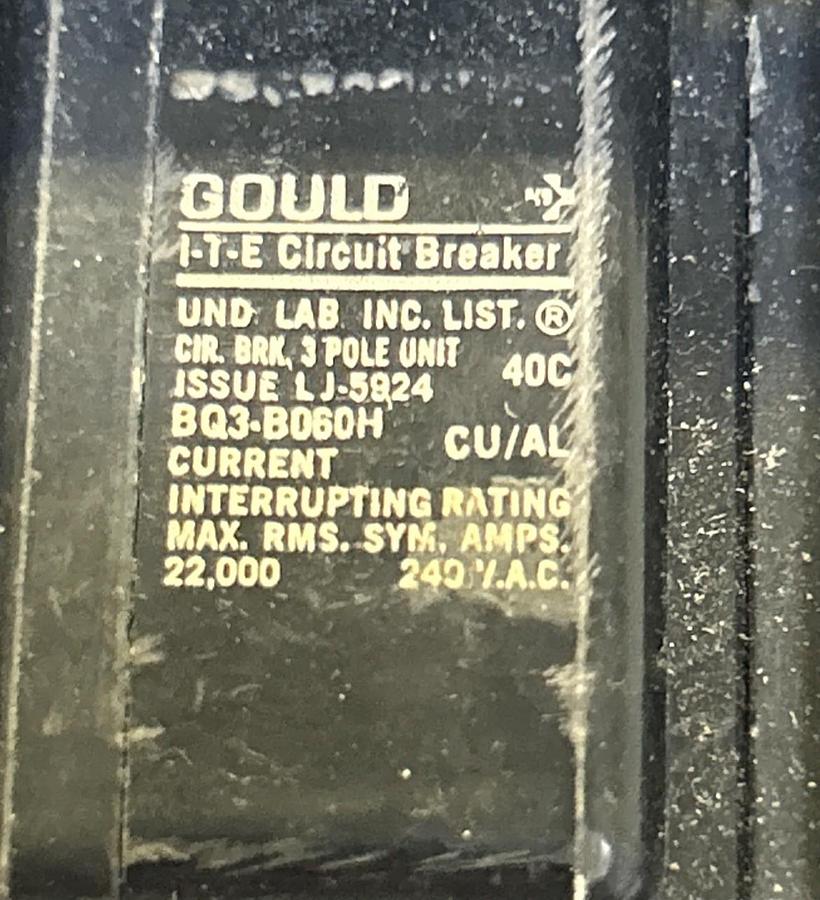 GOULD
I-T-E Circuit Breaker
UND. LAB. INC. LIST. ®
CIR. BRK, 3 POLE UNIT
40C
ISSUE LJ-5924
BQ3-B060H
CU/AL
CURRENT
INTERRUPTING RATING
MAX. RMS. SYM. AMPS.
22,000 240 V.A.C.